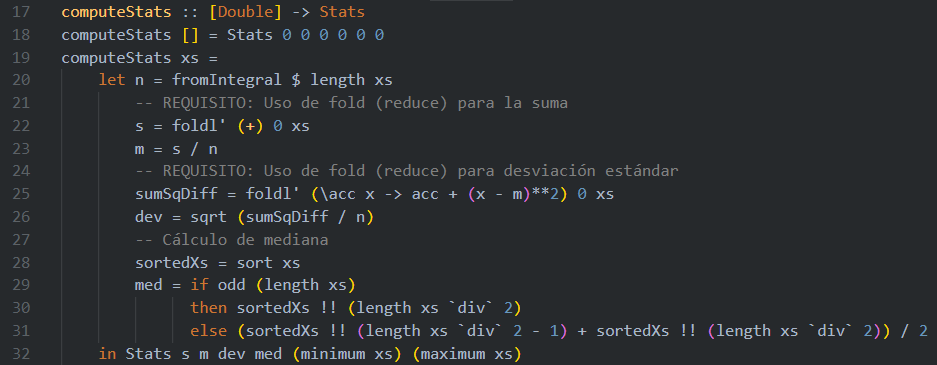 17 computeStats :: [Double] -> Stats
18 computeStats [] = Stats 0 0 0 0 0 0
19 computeStats xs =
20     let n = fromIntegral $ length xs
21         -- REQUISITO: Uso de fold (reduce) para la suma
22         s = foldl' (+) 0 xs
23         m = s / n
24         -- REQUISITO: Uso de fold (reduce) para desviación estándar
25         sumSqDiff = foldl' (\acc x -> acc + (x - m)**2) 0 xs
26         dev = sqrt (sumSqDiff / n)
27         -- Cálculo de mediana
28         sortedXs = sort xs
29         med = if odd (length xs)
30               then sortedXs !! (length xs `div` 2)
31               else (sortedXs !! (length xs `div` 2 - 1) + sortedXs !! (length xs `div` 2)) / 2
32     in Stats s m dev med (minimum xs) (maximum xs)